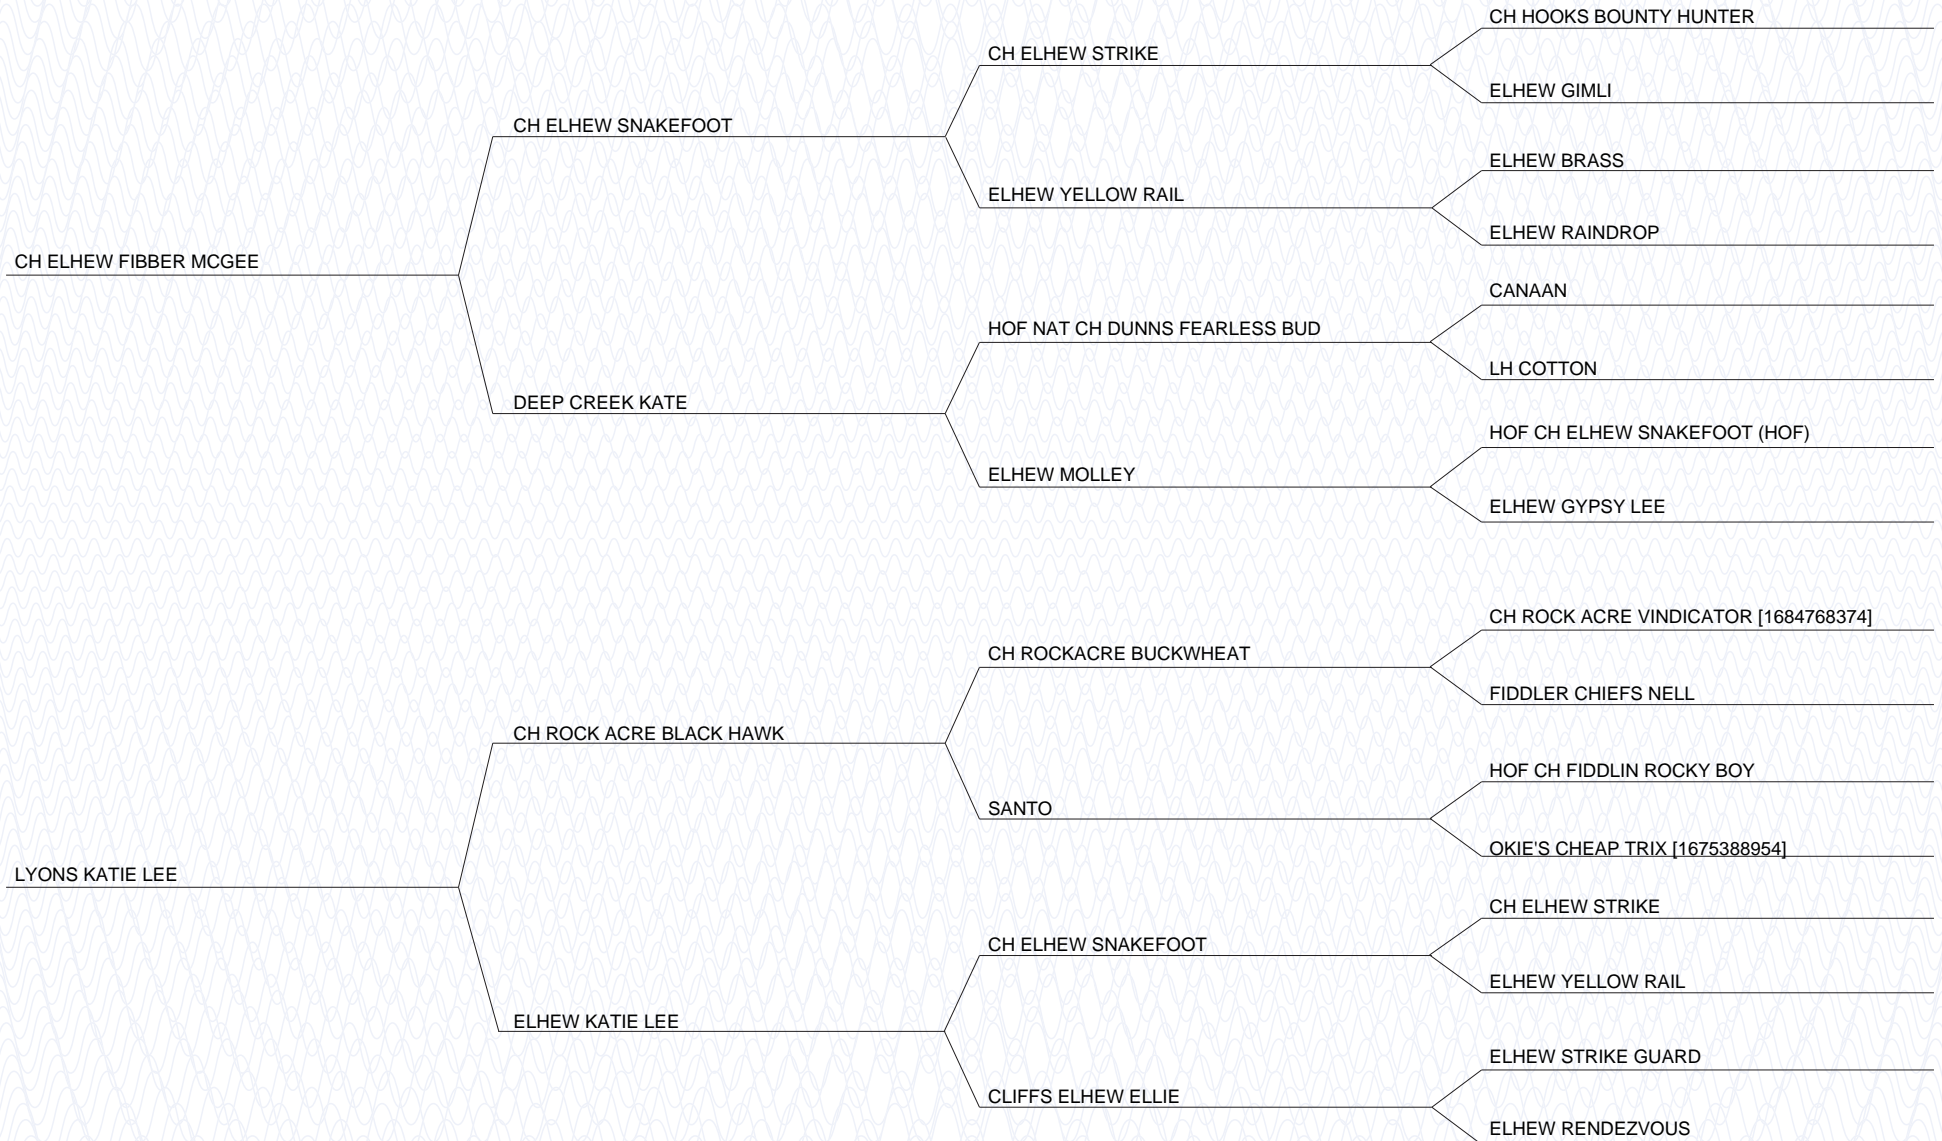 CH HOOKS BOUNTY HUNTER
CH ELHEW STRIKE
ELHEW GIMLI
CH ELHEW SNAKEFOOT
ELHEW BRASS
ELHEW YELLOW RAIL
ELHEW RAINDROP
CH ELHEW FIBBER MCGEE
CANAAN
HOF NAT CH DUNNS FEARLESS BUD
LH COTTON
DEEP CREEK KATE
HOF CH ELHEW SNAKEFOOT (HOF)
ELHEW MOLLEY
ELHEW GYPSY LEE
CH ROCK ACRE VINDICATOR [1684768374]
CH ROCKACRE BUCKWHEAT
FIDDLER CHIEFS NELL
CH ROCK ACRE BLACK HAWK
HOF CH FIDDLIN ROCKY BOY
SANTO
OKIE'S CHEAP TRIX [1675388954]
LYONS KATIE LEE
CH ELHEW STRIKE
CH ELHEW SNAKEFOOT
ELHEW YELLOW RAIL
ELHEW KATIE LEE
ELHEW STRIKE GUARD
CLIFFS ELHEW ELLIE
ELHEW RENDEZVOUS